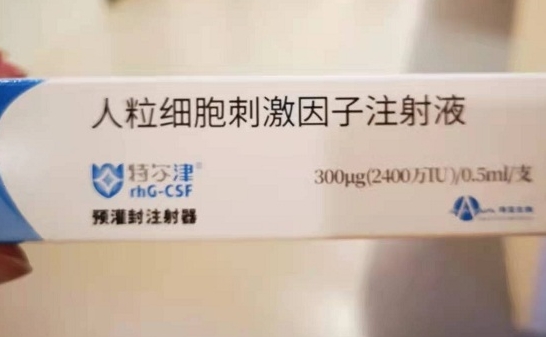 人粒细胞刺激因子注射液
特尔津®
rhG-CSF
300μg(2400万IU)/0.5ml/支
预灌封注射器